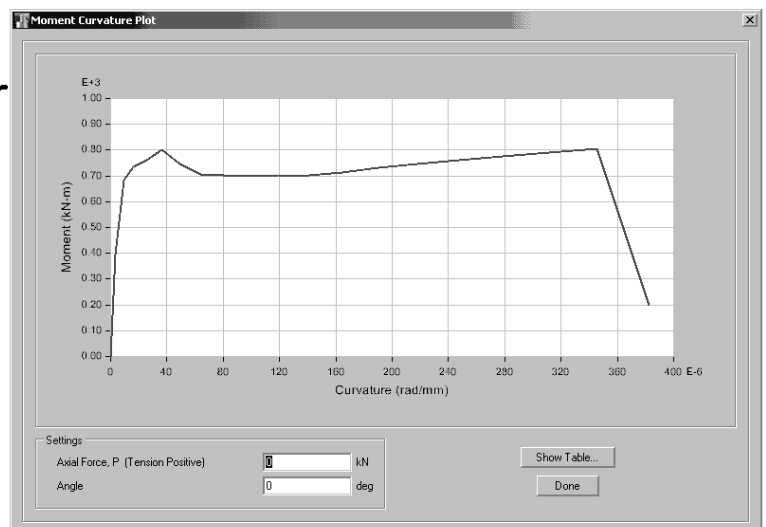 Moment Curvature Plot
E+3
1.00
0.90
0.80
0.70
0.60
0.50
0.40
0.30
0.20
0.10
0.00
Moment (kN-m)
0 40 80 120 160 200 240 280 320 360 400 E-6
Curvature (rad/mm)
Settings
Axial Force, P (Tension Positive) 0 kN
Angle 0 deg
Show Table...
Done